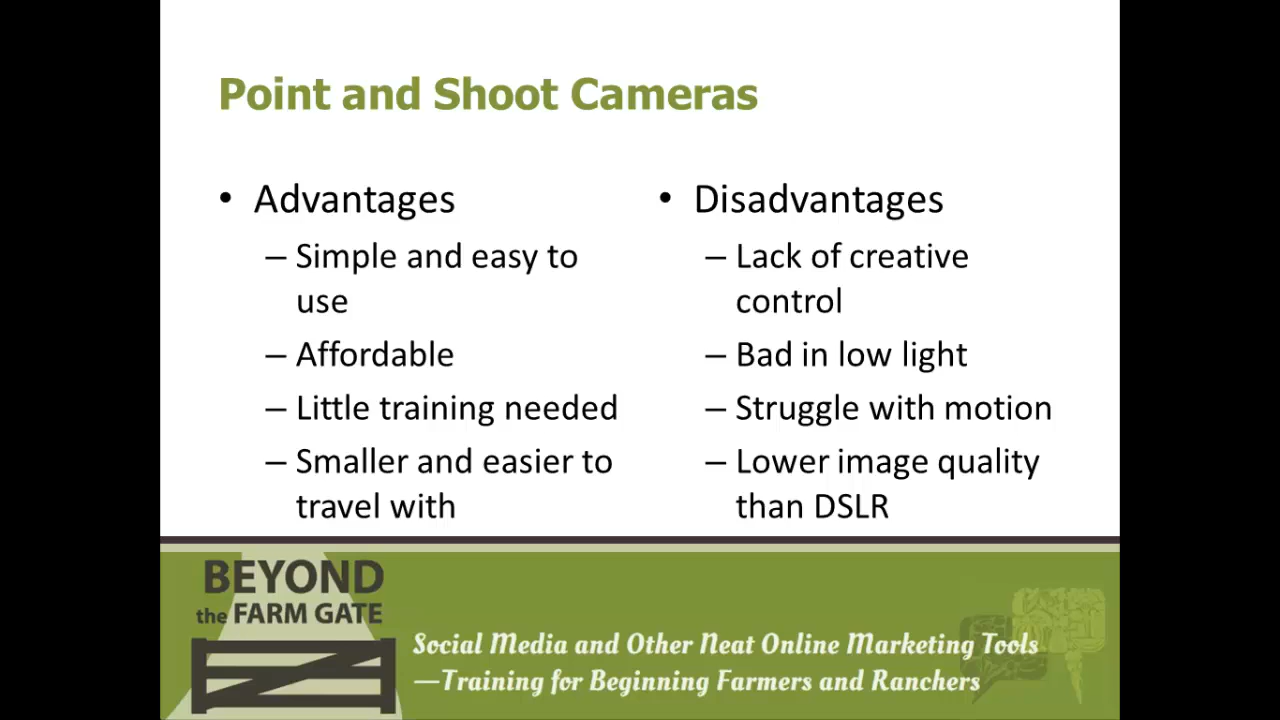 Point and Shoot Cameras
• Advantages
– Simple and easy to
use
– Affordable
– Little training needed
– Smaller and easier to
travel with
• Disadvantages
– Lack of creative
control
– Bad in low light
– Struggle with motion
– Lower image quality
than DSLR
BEYOND
the FARM GATE
Social Media and Other Neat Online Marketing Tools
—Training for Beginning Farmers and Ranchers